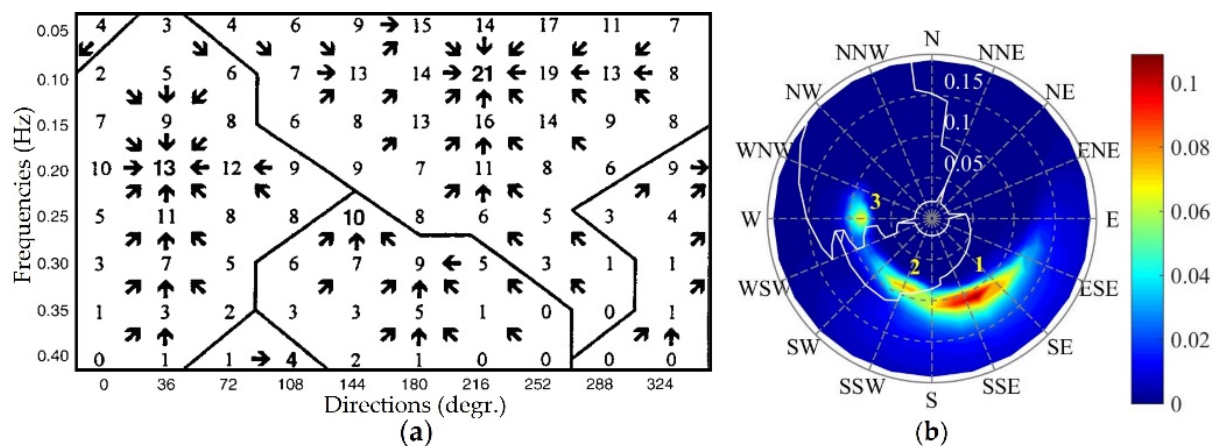 Frequencies (Hz)
0.05 4 3 4 6 9 15 14 17 11 7
0.10 2 5 6 7 13 14 21 19 13 8
0.15 7 9 8 6 8 13 16 14 9 8
0.20 10 13 12 9 9 7 11 8 6 9
0.25 5 11 8 8 10 8 6 5 3 4
0.30 3 7 5 6 7 9 5 3 1 1
0.35 1 3 2 3 3 5 1 0 0 1
0.40 0 1 1 4 2 1 0 0 0 0
0 36 72 108 144 180 216 252 288 324
Directions (degr.)
(a)
N
NNW NNE
NW NE
0.15
0.1
0.05
WNW ENE
W E
3
2 1
WSW ESE
SW SE
SSW SSE
S
0.1
0.08
0.06
0.04
0.02
0
(b)